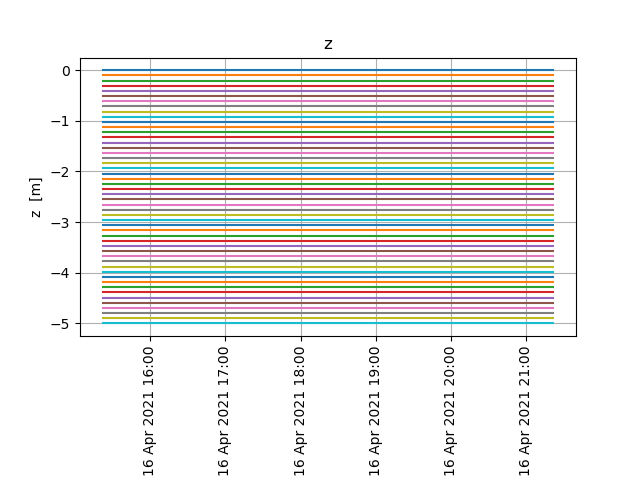 z
0
−1
−2
−3
−4
−5
z [m]
16 Apr 2021 16:00
16 Apr 2021 17:00
16 Apr 2021 18:00
16 Apr 2021 19:00
16 Apr 2021 20:00
16 Apr 2021 21:00